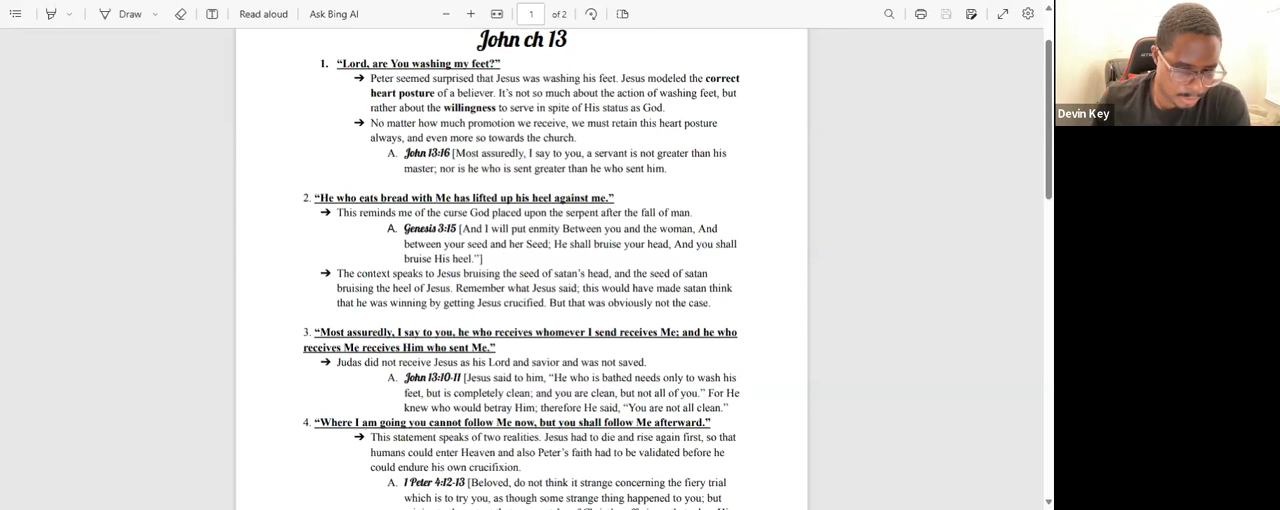 Draw
Read aloud
Ask Bing AI
1
of 2
Devin Key
John ch 13
1. “Lord, are You washing my feet?”
➔ Peter seemed surprised that Jesus was washing his feet. Jesus modeled the correct
heart posture of a believer. It’s not so much about the action of washing feet, but
rather about the willingness to serve in spite of His status as God.
➔ No matter how much promotion we receive, we must retain this heart posture
always, and even more so towards the church.
A. John 13:16 [Most assuredly, I say to you, a servant is not greater than his
master; nor is he who is sent greater than he who sent him.
2. “He who eats bread with Me has lifted up his heel against me.”
➔ This reminds me of the curse God placed upon the serpent after the fall of man.
A. Genesis 3:15 [And I will put enmity Between you and the woman, And
between your seed and her Seed; He shall bruise your head, And you shall
bruise His heel.”]
➔ The context speaks to Jesus bruising the seed of satan’s head, and the seed of satan
bruising the heel of Jesus. Remember what Jesus said; this would have made satan think
that he was winning by getting Jesus crucified. But that was obviously not the case.
3. “Most assuredly, I say to you, he who receives whomever I send receives Me; and he who
receives Me receives Him who sent Me.”
➔ Judas did not receive Jesus as his Lord and savior and was not saved.
A. John 13:10-11 [Jesus said to him, “He who is bathed needs only to wash his
feet, but is completely clean; and you are clean, but not all of you.” For He
knew who would betray Him; therefore He said, “You are not all clean.”
4. “Where I am going you cannot follow Me now, but you shall follow Me afterward.”
➔ This statement speaks of two realities. Jesus had to die and rise again first, so that
humans could enter Heaven and also Peter’s faith had to be validated before he
could endure his own crucifixion.
A. 1 Peter 4:12-13 [Beloved, do not think it strange concerning the fiery trial
which is to try you, as though some strange thing happened to you; but